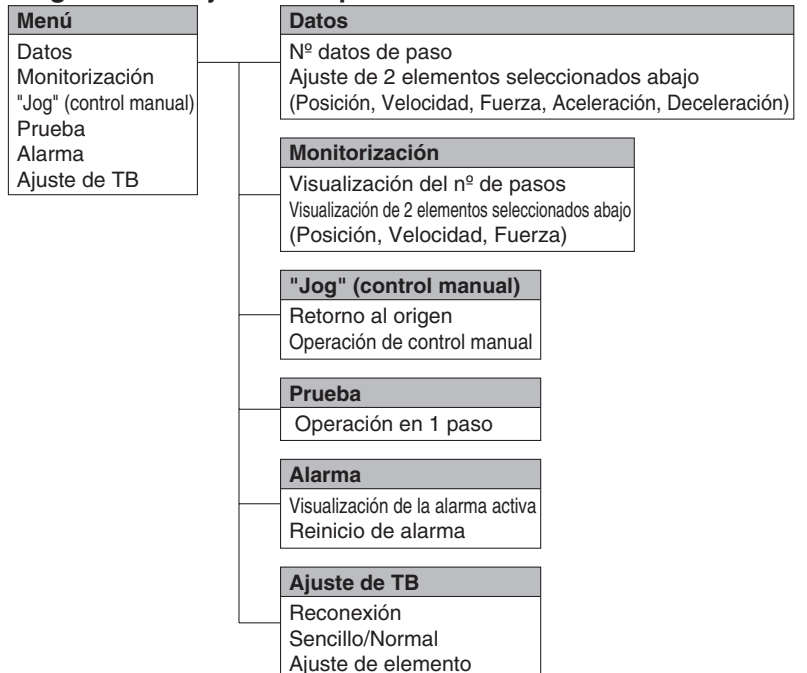 Menú
Datos
Monitorización
"Jog" (control manual)
Prueba
Alarma
Ajuste de TB
Datos
Nº datos de paso
Ajuste de 2 elementos seleccionados abajo
(Posición, Velocidad, Fuerza, Aceleración, Deceleración)
Monitorización
Visualización del nº de pasos
Visualización de 2 elementos seleccionados abajo
(Posición, Velocidad, Fuerza)
"Jog" (control manual)
Retorno al origen
Operación de control manual
Prueba
Operación en 1 paso
Alarma
Visualización de la alarma activa
Reinicio de alarma
Ajuste de TB
Reconexión
Sencillo/Normal
Ajuste de elemento